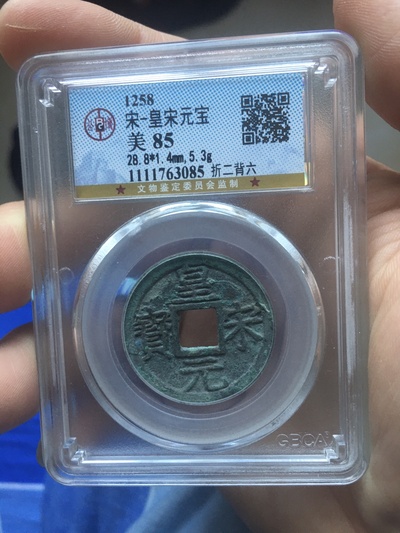 1258
宋-皇宋元宝
美 85
28.8*1.4mm,5.3g
1111763085 折二背六
文物鉴定委员会监制
皇
寶 宋
元
GBCA